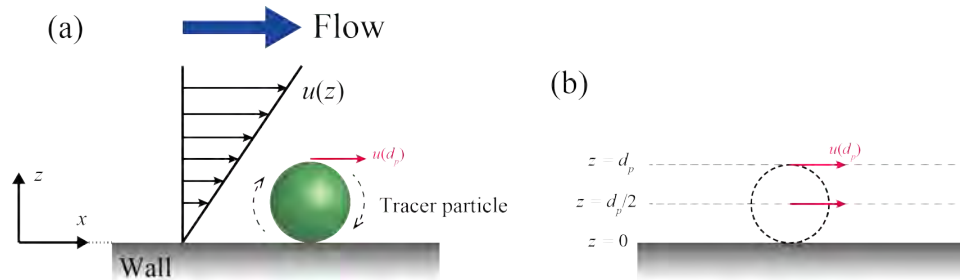 (a)
Flow
u(z)
u(d_p)
z
x
Tracer particle
Wall
(b)
u(d_p)
z = d_p
z = d_p/2
z = 0